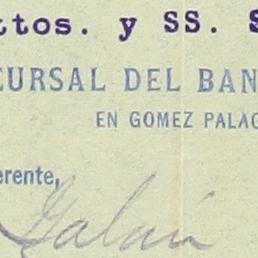 ttos. y SS. S
CURSAL DEL BAN
EN GOMEZ PALAC
erente,
Galán